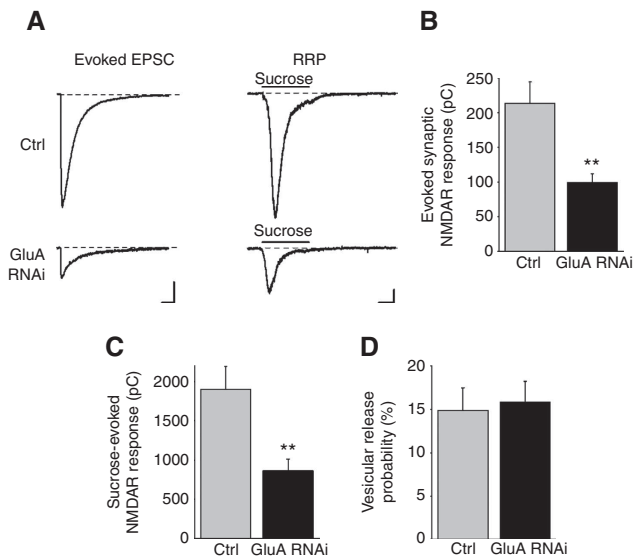 A
Evoked EPSC
RRP
Sucrose
Ctrl
Sucrose
GluA
RNAi
B
Evoked synaptic
NMDAR response (pC)
250
200
150
100
50
0
**
Ctrl
GluA RNAi
C
Sucrose-evoked
NMDAR response (pC)
2000
1500
1000
500
0
**
Ctrl
GluA RNAi
D
Vesicular release
probability (%)
20
15
10
5
0
Ctrl
GluA RNAi